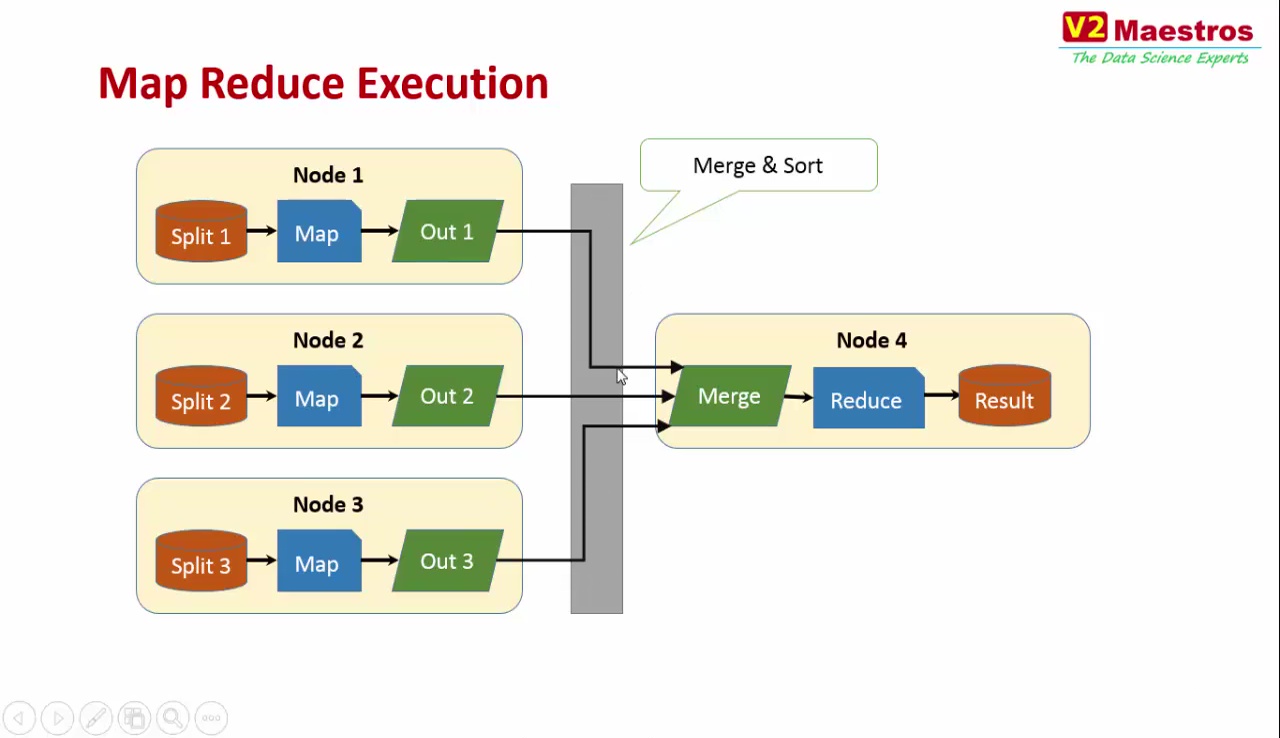 V2 Maestros
The Data Science Experts
Map Reduce Execution
Node 1
Split 1
Map
Out 1
Merge & Sort
Node 2
Split 2
Map
Out 2
Node 4
Merge
Reduce
Result
Node 3
Split 3
Map
Out 3